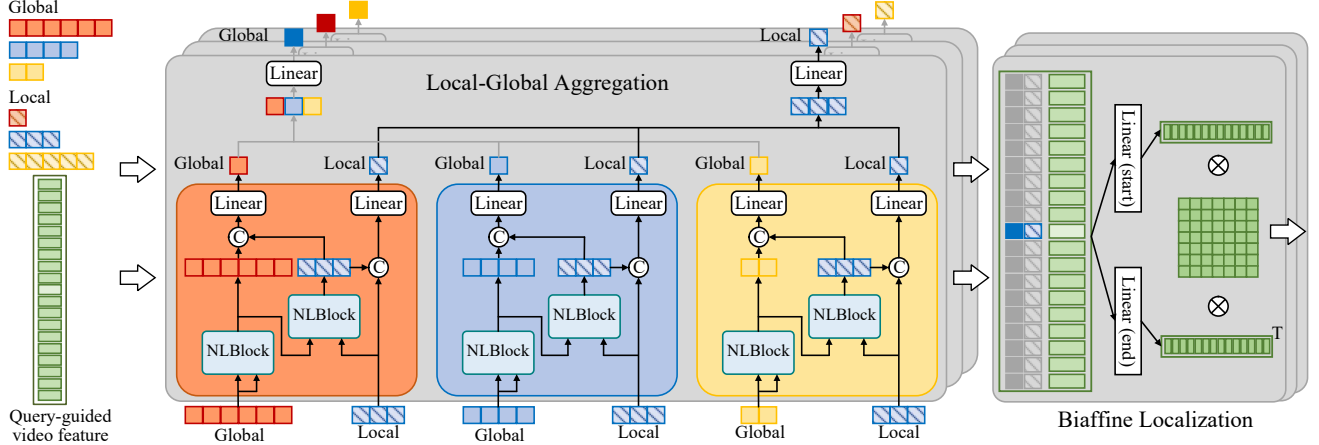 Global
Local
Query-guided
video feature
Global
Local
Linear
Linear
Local-Global Aggregation
Global
Local
Global
Local
Global
Local
Linear
Linear
Linear
Linear
Linear
Linear
C
C
C
C
C
C
NLBlock
NLBlock
NLBlock
NLBlock
NLBlock
NLBlock
Global
Local
Global
Local
Global
Local
Linear (start)
Linear (end)
T
Biaffine Localization